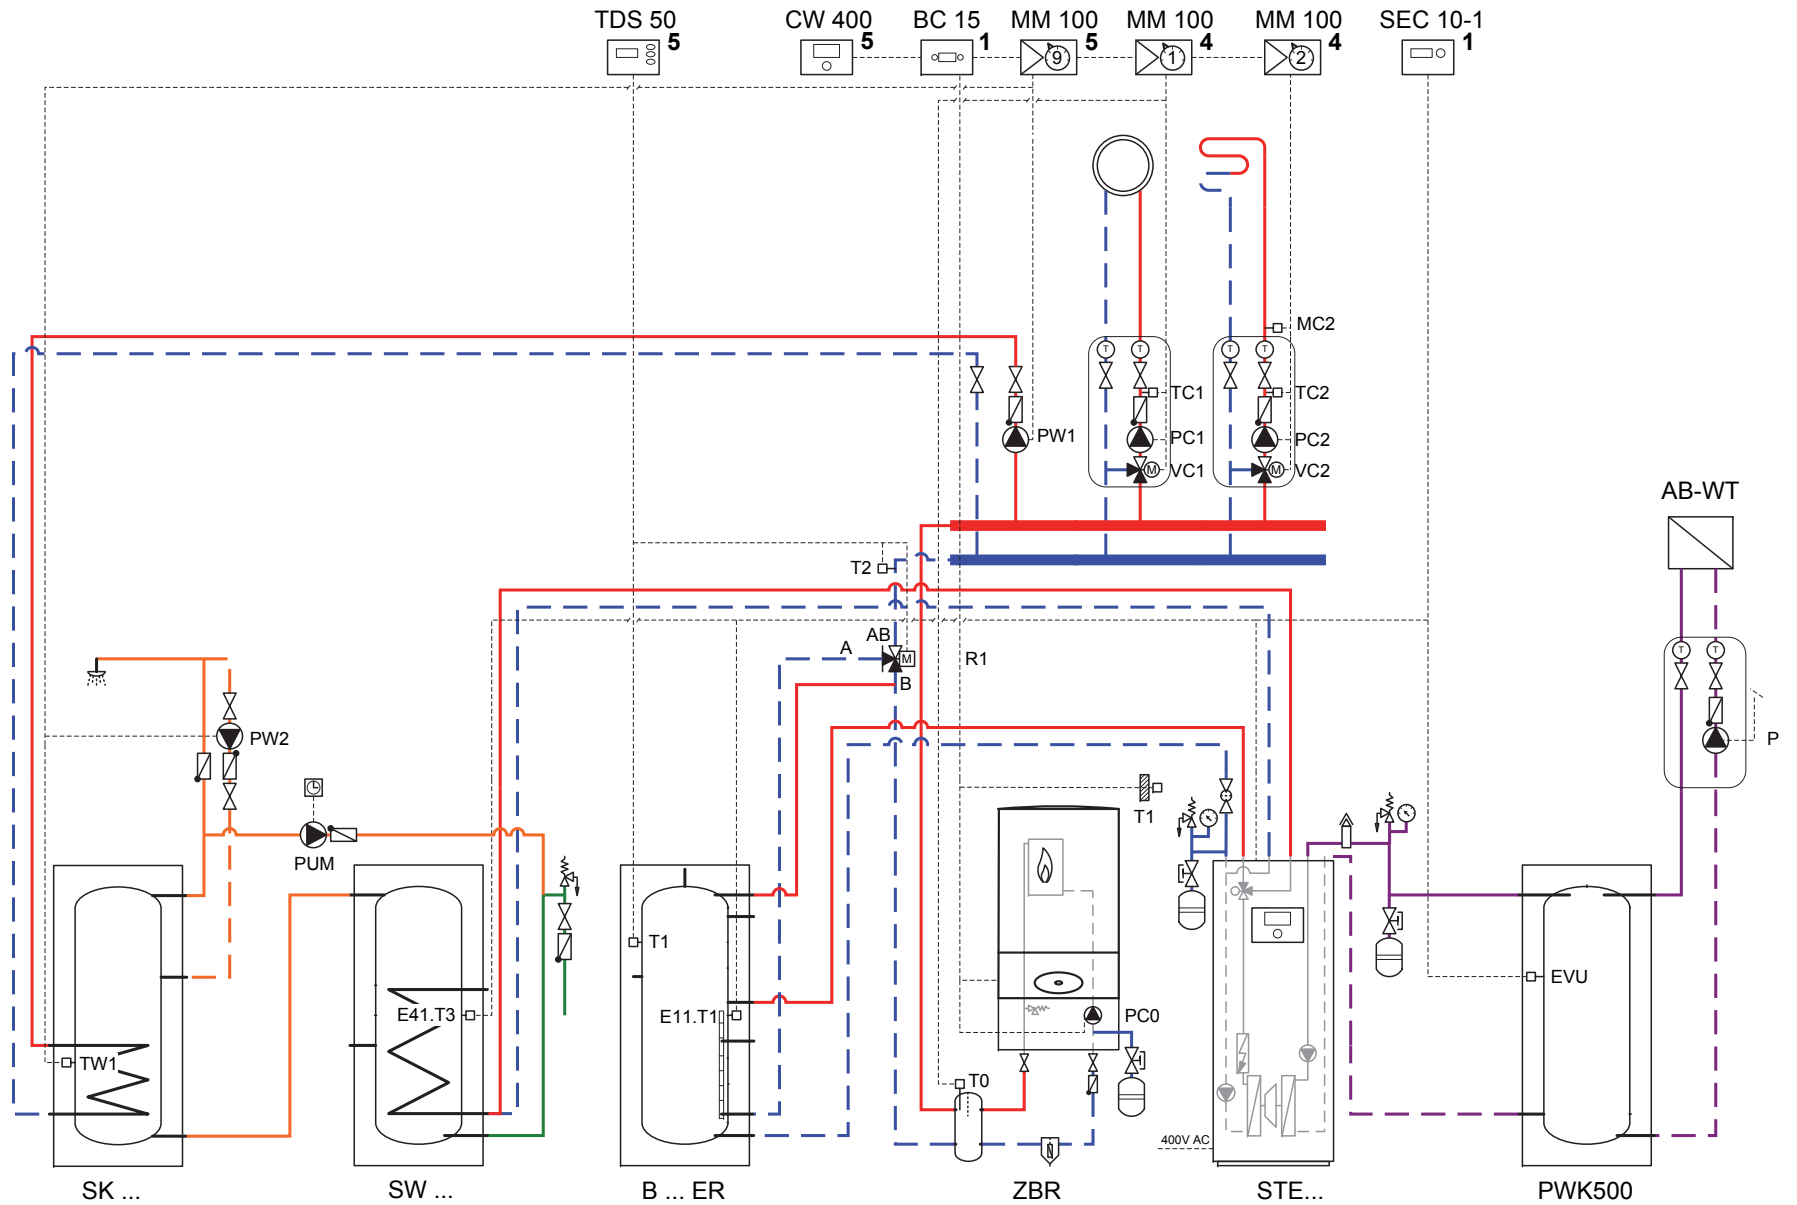 TDS 50
CW 400
BC 15
MM 100
MM 100
MM 100
SEC 10-1
5
5
1
5
4
4
1
9
1
2
MC2
T
T
T
T
TC1
TC2
PW1
PC1
PC2
M
VC1
M
VC2
AB-WT
T2
AB
A
M
R1
B
T
T
PW2
P
T1
PUM
T1
EVU
E41.T3
E11.T1
PC0
TW1
T0
400V AC
SK ...
SW ...
B ... ER
ZBR
STE...
PWK500